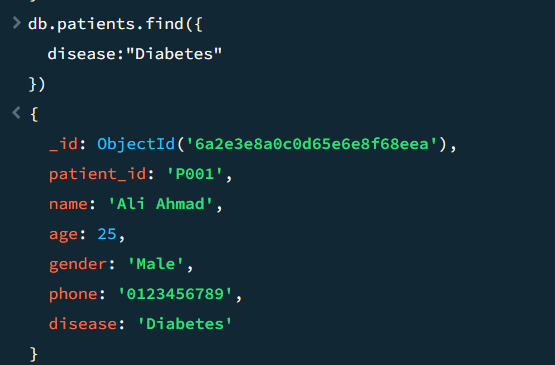 > db.patients.find({
disease:"Diabetes"
})
< {
_id: ObjectId('6a2e3e8a0c0d65e6e8f68eea'),
patient_id: 'P001',
name: 'Ali Ahmad',
age: 25,
gender: 'Male',
phone: '0123456789',
disease: 'Diabetes'
}